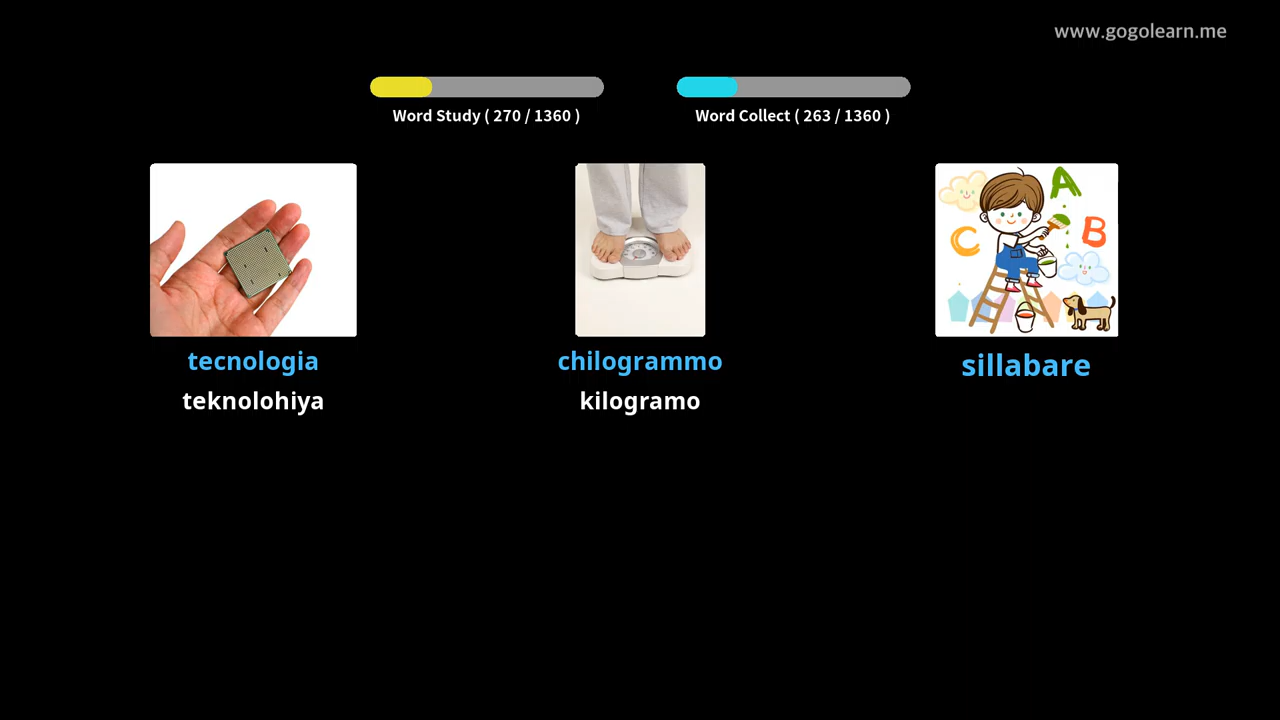 www.gogolearn.me
Word Study ( 270 / 1360 )
Word Collect ( 263 / 1360 )
A
B
C
tecnologia
teknolohiya
chilogrammo
kilogramo
sillabare